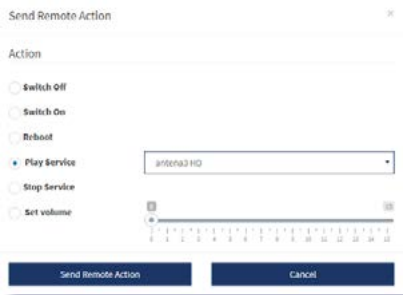 Send Remote Action ×
Action
Switch Off
Switch On
Reboot
Play Service antena3 HD
Stop Service
Set volume 0 15
0 1 2 3 4 5 6 7 8 9 10 11 12 13 14 15
Send Remote Action Cancel